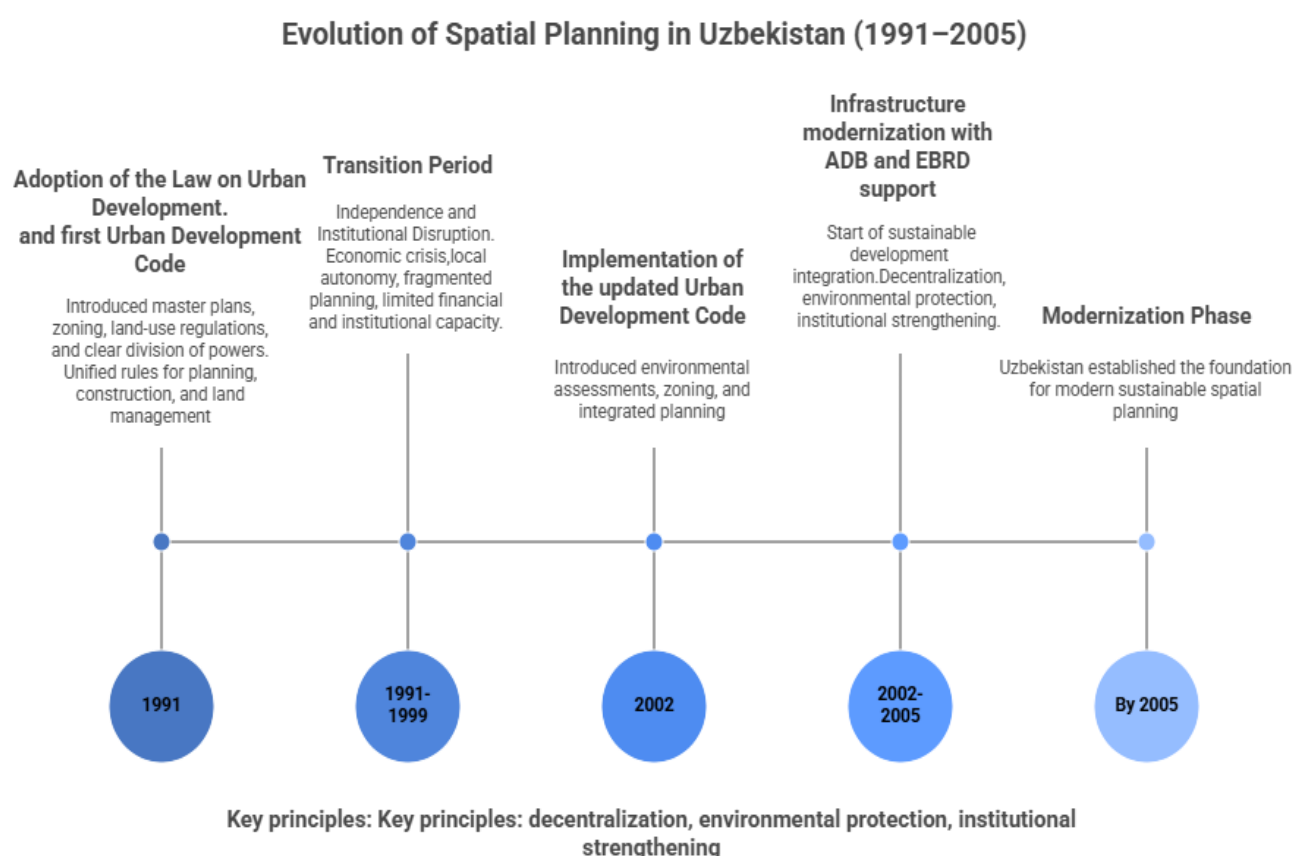 Evolution of Spatial Planning in Uzbekistan (1991–2005)
Adoption of the Law on Urban
Development.
and first Urban Development
Code
Introduced master plans,
zoning, land-use regulations,
and clear division of powers.
Unified rules for planning,
construction, and land
management
Transition Period
Independence and
Institutional Disruption.
Economic crisis,local
autonomy, fragmented
planning, limited financial
and institutional capacity.
Implementation of
the updated Urban
Development Code
Introduced environmental
assessments, zoning, and
integrated planning
Infrastructure
modernization with
ADB and EBRD
support
Start of sustainable
development
integration.Decentralization,
environmental protection,
institutional strengthening.
Modernization Phase
Uzbekistan established the foundation
for modern sustainable spatial
planning
1991
1991-
1999
2002
2002-
2005
By 2005
Key principles: Key principles: decentralization, environmental protection, institutional
strengthening